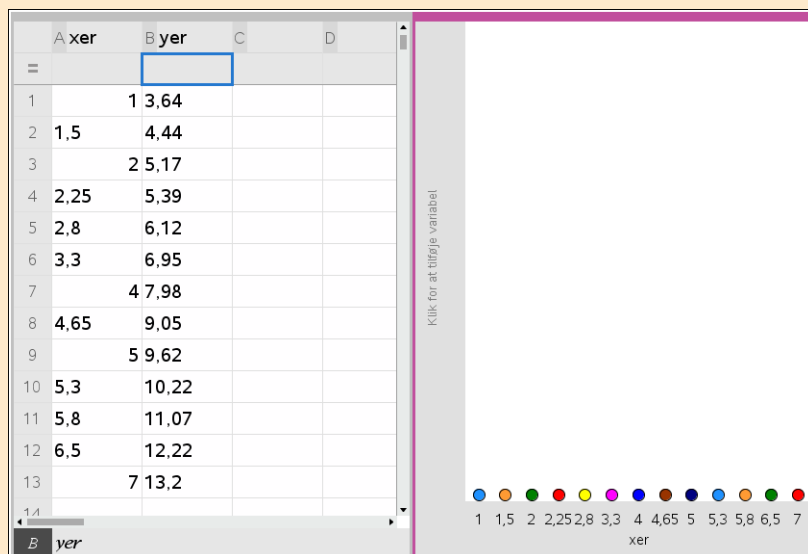 A xer B yer C D
=
1 1 3,64
2 1,5 4,44
3 2 5,17
4 2,25 5,39
5 2,8 6,12
6 3,3 6,95
7 4 7,98
8 4,65 9,05
9 5 9,62
10 5,3 10,22
11 5,8 11,07
12 6,5 12,22
13 7 13,2
14
B yer
Klik for at tilføje variabel
1 1,5 2 2,25 2,8 3,3 4 4,65 5 5,3 5,8 6,5 7
xer